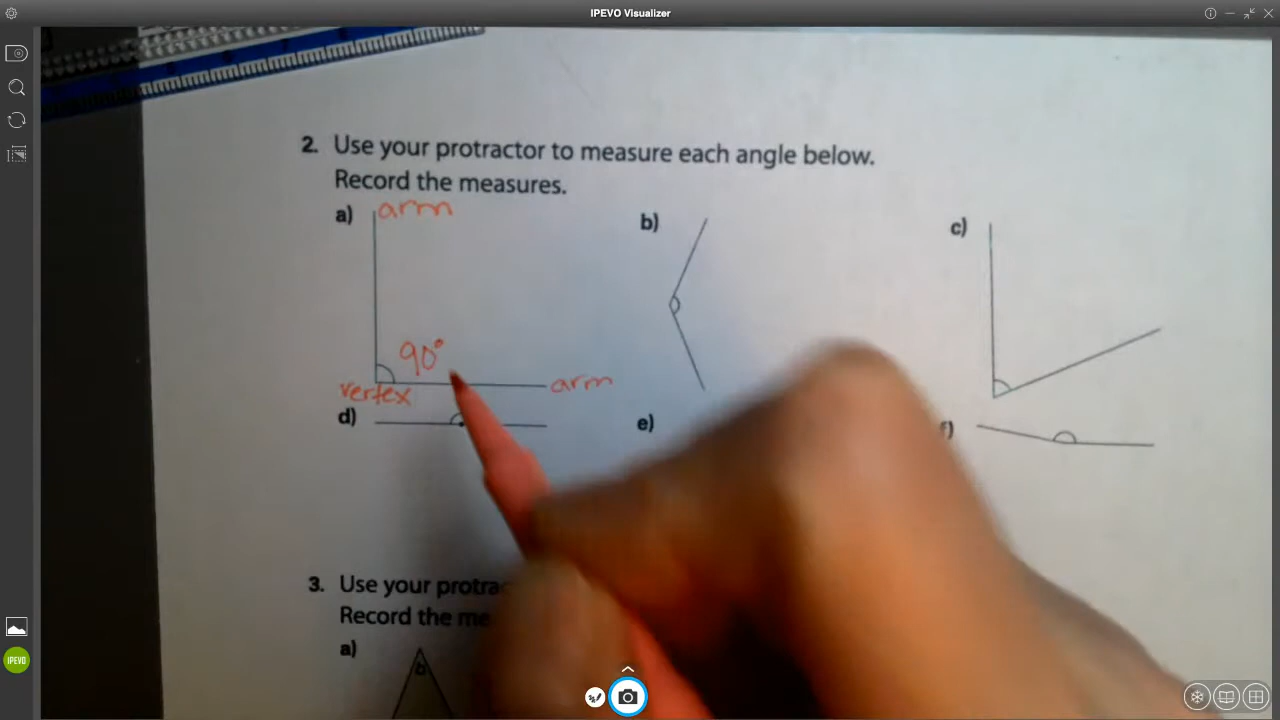 IPEVO Visualizer
2. Use your protractor to measure each angle below.
Record the measures.
a) arm
b)
c)
90°
vertex
arm
d)
e)
f)
3. Use your protrac
Record the me
a)
b
IPEVO